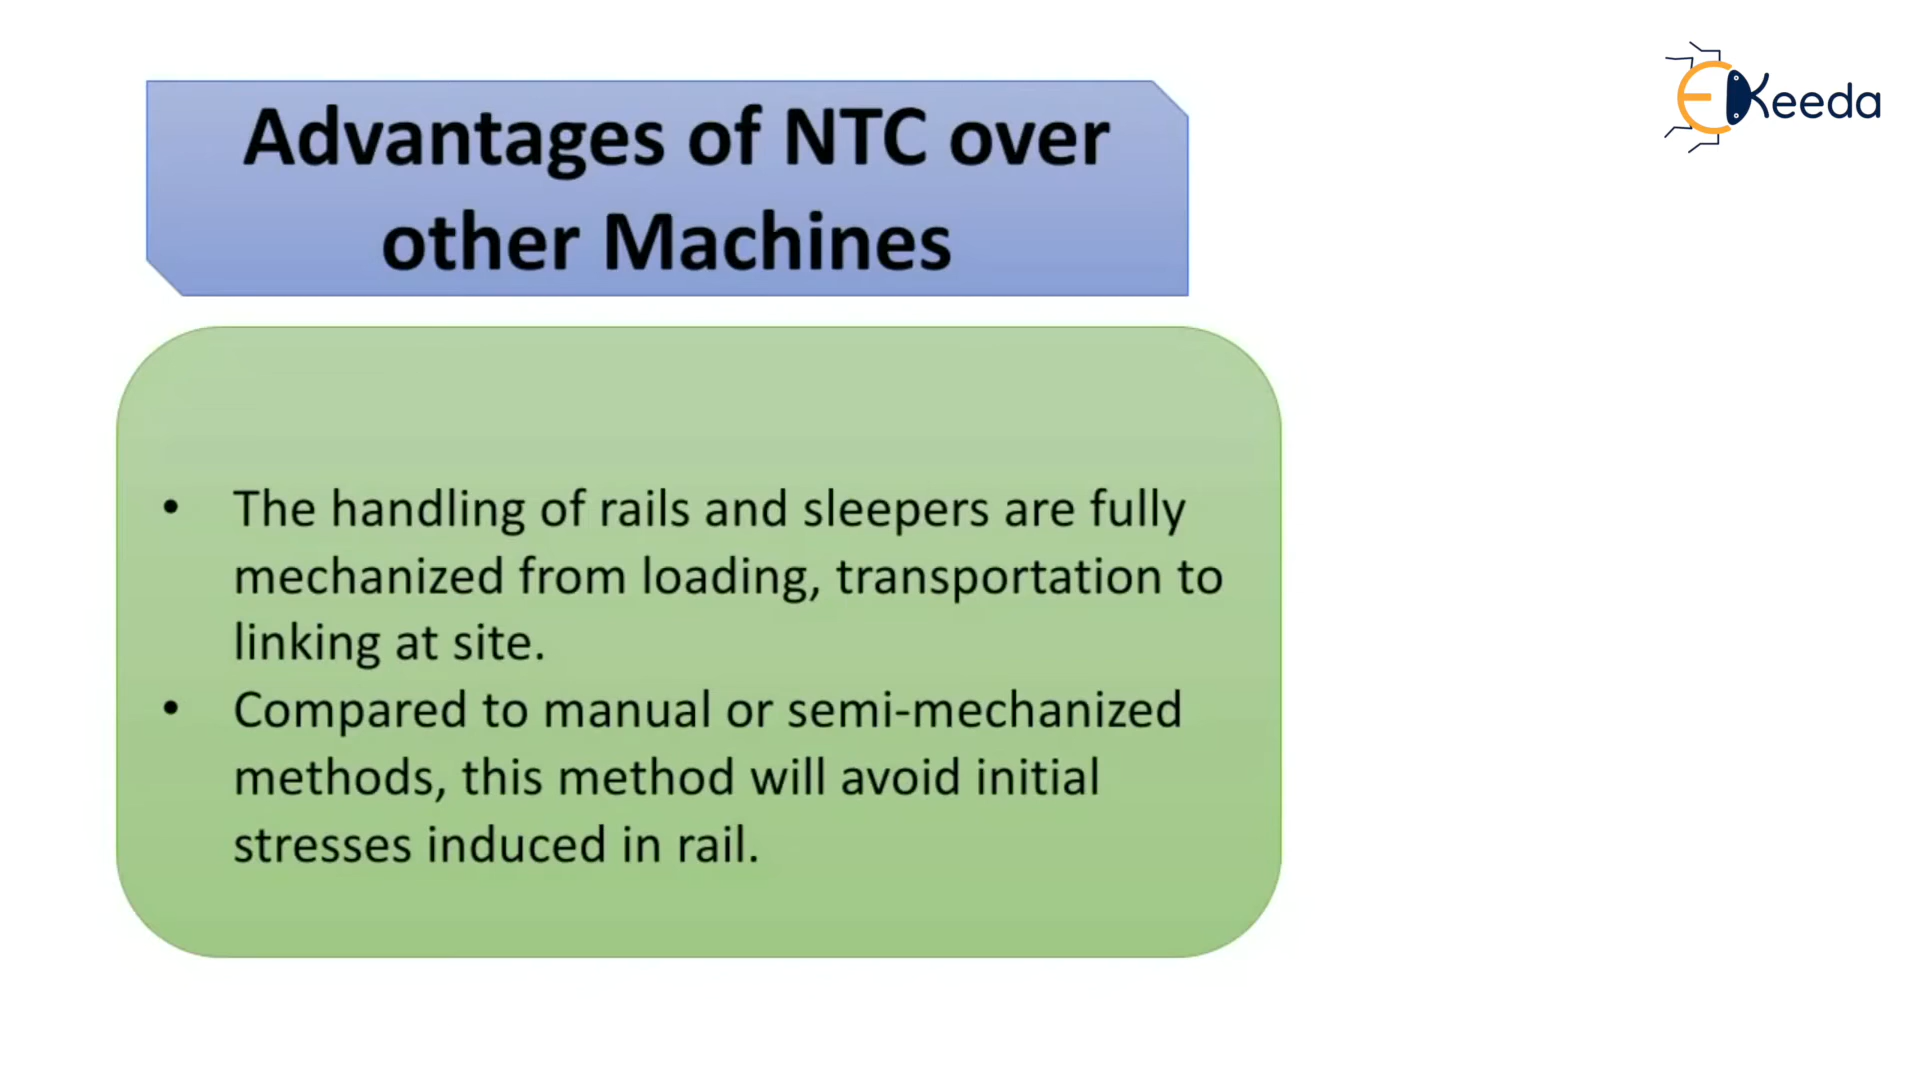 EKeeda
Advantages of NTC over
other Machines
• The handling of rails and sleepers are fully
mechanized from loading, transportation to
linking at site.
• Compared to manual or semi-mechanized
methods, this method will avoid initial
stresses induced in rail.